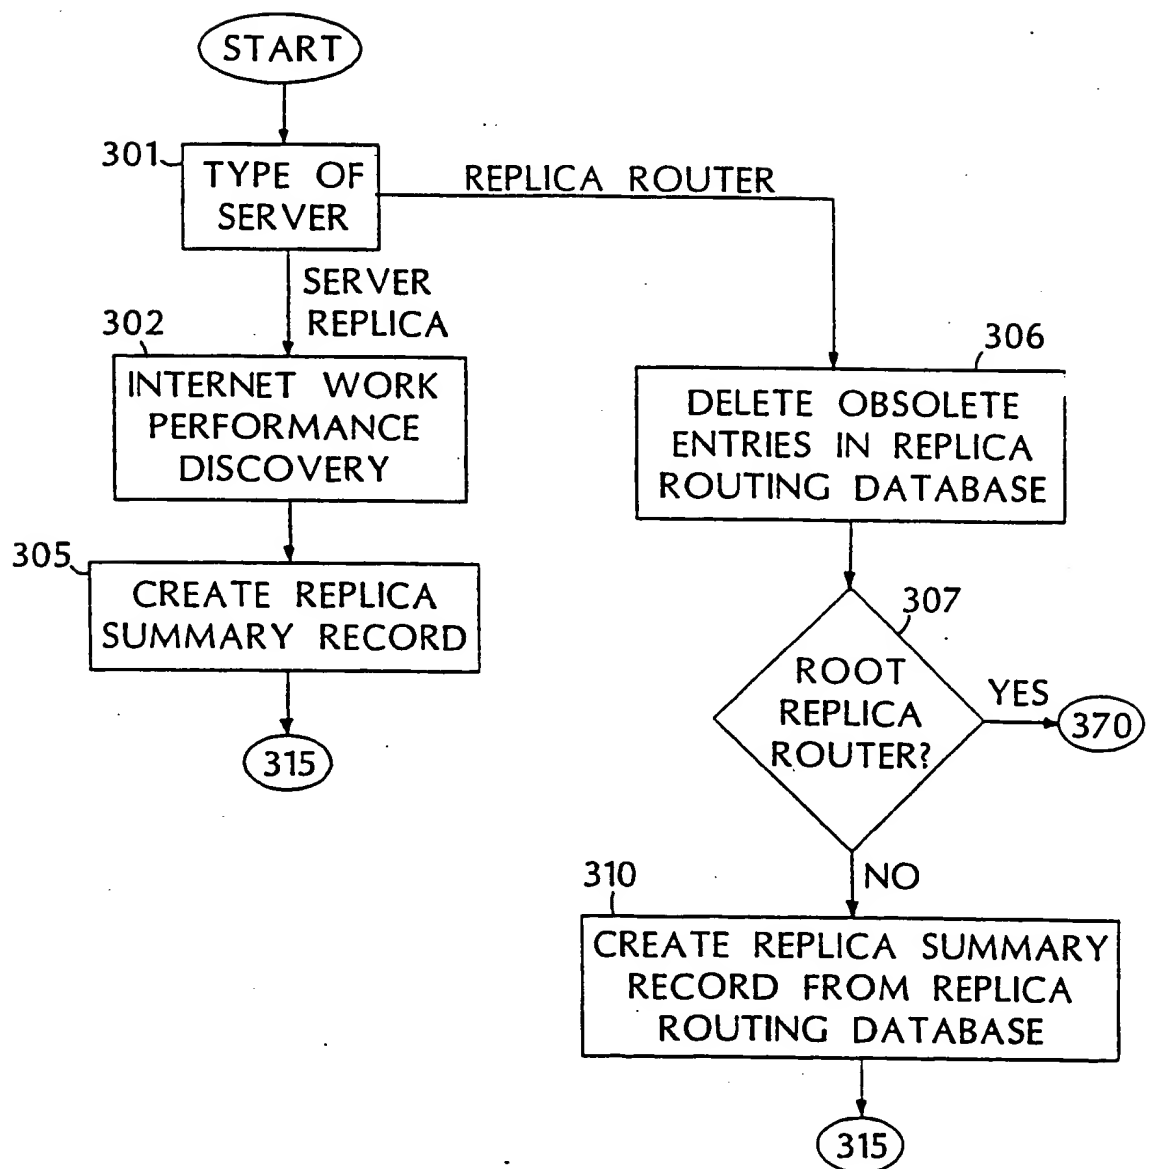 START
301
TYPE OF
SERVER
REPLICA ROUTER
SERVER
REPLICA
302
INTERNET WORK
PERFORMANCE
DISCOVERY
305
CREATE REPLICA
SUMMARY RECORD
315
306
DELETE OBSOLETE
ENTRIES IN REPLICA
ROUTING DATABASE
307
ROOT
REPLICA
ROUTER?
YES
370
NO
310
CREATE REPLICA SUMMARY
RECORD FROM REPLICA
ROUTING DATABASE
315